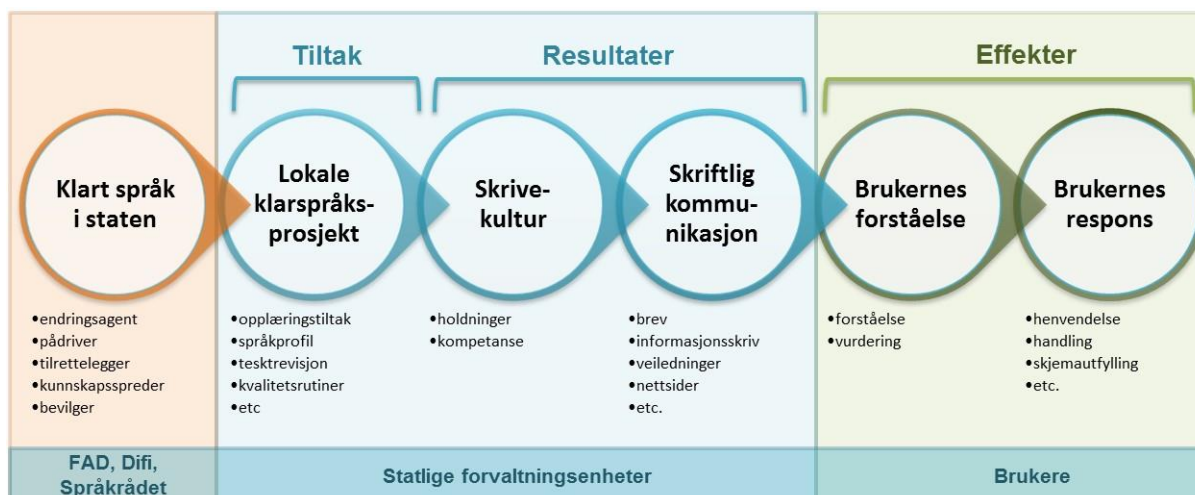 Tiltak
Resultater
Effekter
Klart språk
i staten
Lokale
klarspråks-
prosjekt
Skrive-
kultur
Skriftlig
kommu-
nikasjon
Brukernes
forståelse
Brukernes
respons
•endringsagent
•pådriver
•tilrettelegger
•kunnskapsspreder
•bevilger
•opplæringstiltak
•språkprofil
•tesktrevisjon
•kvalitetsrutiner
•etc
•holdninger
•kompetanse
•brev
•informasjonsskriv
•veiledninger
•nettsider
•etc.
•forståelse
•vurdering
•henvendelse
•handling
•skjemautfylling
•etc.
FAD, Difi,
Språkrådet
Statlige forvaltningsenheter
Brukere